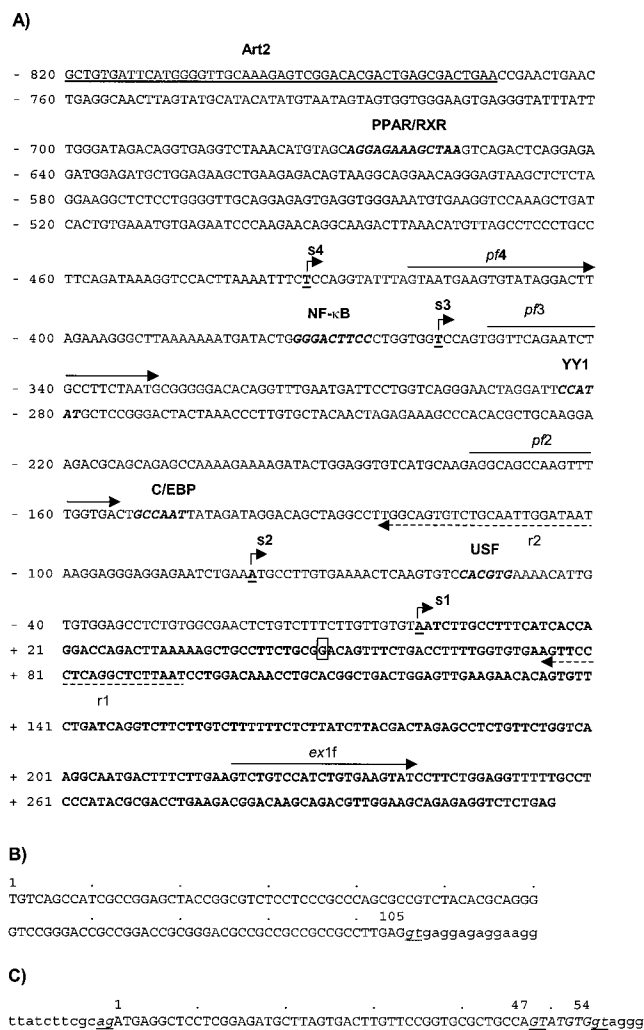 A)
Art2
- 820 GCTGTGATTCATGGGGTTGCAAAGAGTCGGACACGACTGAGCGACTGAACCGAACTGAAC
- 760 TGAGGCAACTTAGTATGCATACATATGTAATAGTAGTGGTGGGAAGTGAGGGTATTTATT
PPAR/RXR
- 700 TGGGATAGACAGGTGAGGTCTAAACATGTAGCAGGAGAAAGCTAAGTCAGACTCAGGAGA
- 640 GATGGAGATGCTGGAGAAGCTGAAGAGACAGTAAGGCAGGAACAGGGAGTAAGCTCTCTA
- 580 GGAAGGCTCTCCTGGGGTTGCAGGAGAGTGAGGTGGGAAATGTGAAGGTCCAAAGCTGAT
- 520 CACTGTGAAATGTGAGAATCCCAAGAACAGGCAAGACTTAAACATGTTAGCCTCCCTGCC
s4 pf4
- 460 TTCAGATAAAGGTCCACTTAAAATTTCTCCAGGTATTTAGTAATGAAGTGTATAGGACTT
NF-κB s3 pf3
- 400 AGAAAGGGCTTAAAAAAATGATACTGGGGACTTCCCTGGTGGTCCAGTGGTTCAGAATCT
YY1
- 340 GCCTTCTAATGCGGGGGACACAGGTTTGAATGATTCCTGGTCAGGGAACTAGGATTCCAT
- 280 ATGCTCCGGGACTACTAAACCCTTGTGCTACAACTAGAGAAAGCCCACACGCTGCAAGGA
pf2
- 220 AGACGCAGCAGAGCCAAAAGAAAAGATACTGGAGGTGTCATGCAAGAGGCAGCCAAGTTT
C/EBP
- 160 TGGTGACTGCCAATTATAGATAGGACAGCTAGGCCTTGGCAGTGTCTGCAATTGGATAAT
r2
s2 USF
- 100 AAGGAGGGAGGAGAATCTGAAATGCCTTGTGAAAACTCAAGTGTCCACGTGAAAACATTG
s1
- 40 TGTGGAGCCTCTGTGGCGAACTCTGTCTTTCTTGTTGTGTAATCTTGCCTTTCATCACCA
+ 21 GGACCAGACTTAAAAAGCTGCCTTCTGCGGACAGTTTCTGACCTTTTGGTGTGAAGTTCC
+ 81 CTCAGGCTCTTAATCCTGGACAAACCTGCACGGCTGACTGGAGTTGAAGAACACAGTGTT
r1
+ 141 CTGATCAGGTCTTCTTGTCTTTTTTCTCTTATCTTACGACTAGAGCCTCTGTTCTGGTCA
ex1f
+ 201 AGGCAATGACTTTCTTGAAGTCTGTCCATCTGTGAAGTATCCTTCTGGAGGTTTTTGCCT
+ 261 CCCATACGCGACCTGAAGACGGACAAGCAGACGTTGGAAGCAGAGAGGTCTCTGAG
B)
1 . . . . . .
TGTCAGCCATCGCCGGAGCTACCGGCGTCTCCTCCCGCCCAGCGCCGTCTACACGCAGGG
. . . . 105 .
GTCCGGGACCGCCGGACCGCGGGACGCCGCCGCCGCCGCCTTGAGgtgaggagaggaagg
C)
1 . . . . 47 . 54
ttatcttcgcagATGAGGCTCCTCGGAGATGCTTAGTGACTTGTTCCGGTGCGCTGCCAGTATGTGgtaggg